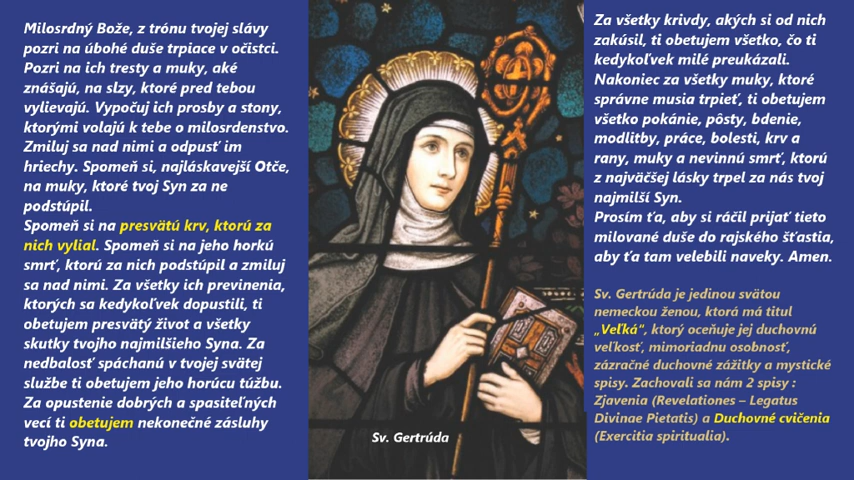 Milosrdný Bože, z trónu tvojej slávy
pozri na úbohé duše trpiace v očistci.
Pozri na ich tresty a muky, aké
znášajú, na slzy, ktoré pred tebou
vylievajú. Vypočuj ich prosby a stony,
ktorými volajú k tebe o milosrdenstvo.
Zmiluj sa nad nimi a odpusť im
hriechy. Spomeň si, najláskavejší Otče,
na muky, ktoré tvoj Syn za ne
podstúpil.
Spomeň si na presvätú krv, ktorú za
nich vylial. Spomeň si na jeho horkú
smrť, ktorú za nich podstúpil a zmiluj
sa nad nimi. Za všetky ich previnenia,
ktorých sa kedykoľvek dopustili, ti
obetujem presvätý život a všetky
skutky tvojho najmilšieho Syna. Za
nedbalosť spáchanú v tvojej svätej
službe ti obetujem jeho horúcu túžbu.
Za opustenie dobrých a spasiteľných
vecí ti obetujem nekonečné zásluhy
tvojho Syna.
Sv. Gertrúda
Za všetky krivdy, akých si od nich
zakúsil, ti obetujem všetko, čo ti
kedykoľvek milé preukázali.
Nakoniec za všetky muky, ktoré
správne musia trpieť, ti obetujem
všetko pokánie, pôsty, bdenie,
modlitby, práce, bolesti, krv a
rany, muky a nevinnú smrť, ktorú
z najväčšej lásky trpel za nás tvoj
najmilší Syn.
Prosím ťa, aby si ráčil prijať tieto
milované duše do rajského šťastia,
aby ťa tam velebili naveky. Amen.
Sv. Gertrúda je jedinou svätou
nemeckou ženou, ktorá má titul
„Veľká“, ktorý oceňuje jej duchovnú
veľkosť, mimoriadnu osobnosť,
zázračné duchovné zážitky a mystické
spisy. Zachovali sa nám 2 spisy :
Zjavenia (Revelationes – Legatus
Divinae Pietatis) a Duchovné cvičenia
(Exercitia spiritualia).